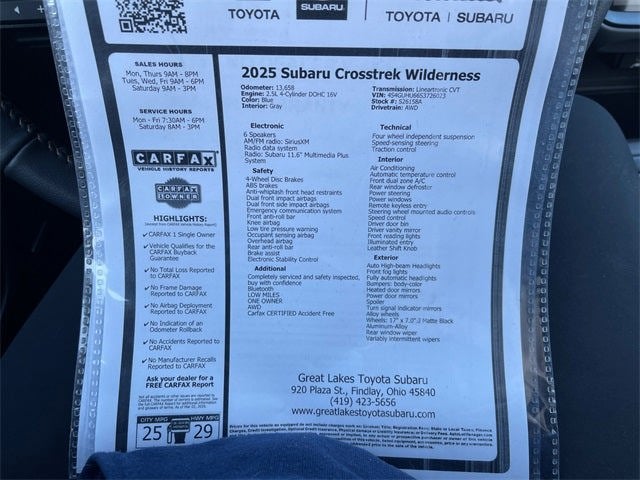 TOYOTA
SUBARU
TOYOTA | SUBARU
SALES HOURS
Mon, Thurs 9AM - 8PM
Tues, Wed, Fri 9AM - 6PM
Saturday 9AM - 3PM
SERVICE HOURS
Mon - Fri 7:30AM - 6PM
Saturday 8AM - 3PM
CARFAX
VEHICLE HISTORY REPORTS
CARFAX
1 OWNER
HIGHLIGHTS:
(excerpt from CARFAX Vehicle History Report)
✔ CARFAX 1 Single Owner
✔ Vehicle Qualifies for the
CARFAX Buyback
Guarantee
✔ No Total Loss Reported
to CARFAX
✔ No Frame Damage
Reported to CARFAX
✔ No Airbag Deployment
Reported to CARFAX
✔ No Indication of an
Odometer Rollback
✔ No Accidents Reported to
CARFAX
✔ No Manufacturer Recalls
Reported to CARFAX
Ask your dealer for a
FREE CARFAX Report
CITY MPG
25
HWY MPG
29
2025 Subaru Crosstrek Wilderness
Odometer: 13,658
Engine: 2.5L 4-Cylinder DOHC 16V
Color: Blue
Interior: Gray
Transmission: Lineartronic CVT
VIN: 4S4GUHU66S3726023
Stock #: S26158A
Drivetrain: AWD
Electronic
6 Speakers
AM/FM radio: SiriusXM
Radio data system
Radio: Subaru 11.6" Multimedia Plus
System
Safety
4-Wheel Disc Brakes
ABS brakes
Anti-whiplash front head restraints
Dual front impact airbags
Dual front side impact airbags
Emergency communication system
Front anti-roll bar
Knee airbag
Low tire pressure warning
Occupant sensing airbag
Overhead airbag
Rear anti-roll bar
Brake assist
Electronic Stability Control
Additional
Completely serviced and safety inspected,
buy with confidence
Bluetooth
LOW MILES
ONE OWNER
AWD
Carfax CERTIFIED Accident Free
Technical
Four wheel independent suspension
Speed-sensing steering
Traction control
Interior
Air Conditioning
Automatic temperature control
Front dual zone A/C
Rear window defroster
Power steering
Power windows
Remote keyless entry
Steering wheel mounted audio controls
Speed control
Driver door bin
Driver vanity mirror
Front reading lights
Illuminated entry
Leather Shift Knob
Exterior
Auto High-beam Headlights
Front fog lights
Fully automatic headlights
Bumpers: body-color
Heated door mirrors
Power door mirrors
Spoiler
Turn signal indicator mirrors
Alloy wheels
Wheels: 17" x 7.0":3 Matte Black
Aluminum-Alloy
Rear window wiper
Variably intermittent wipers
Great Lakes Toyota Subaru
920 Plaza St., Findlay, Ohio 45840
(419) 423-5656
www.greatlakestoyotasubaru.com